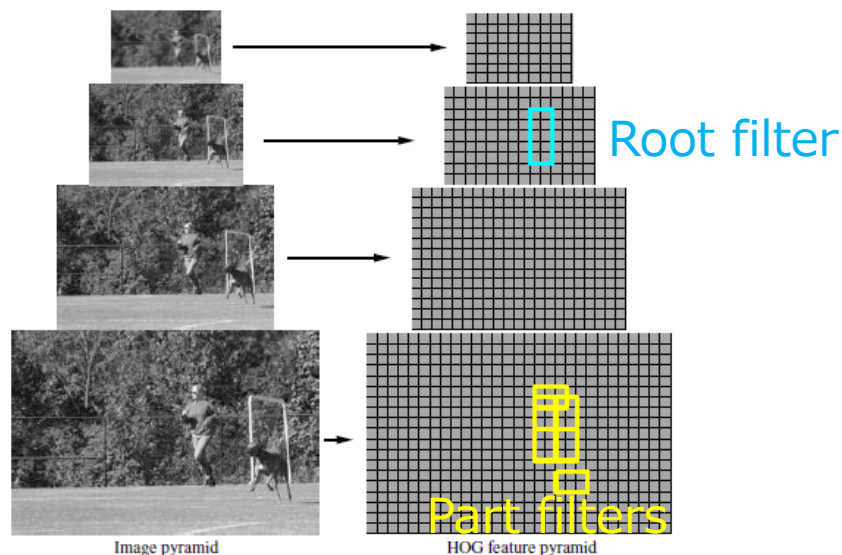 Root filter
Part filters
Image pyramid
HOG feature pyramid